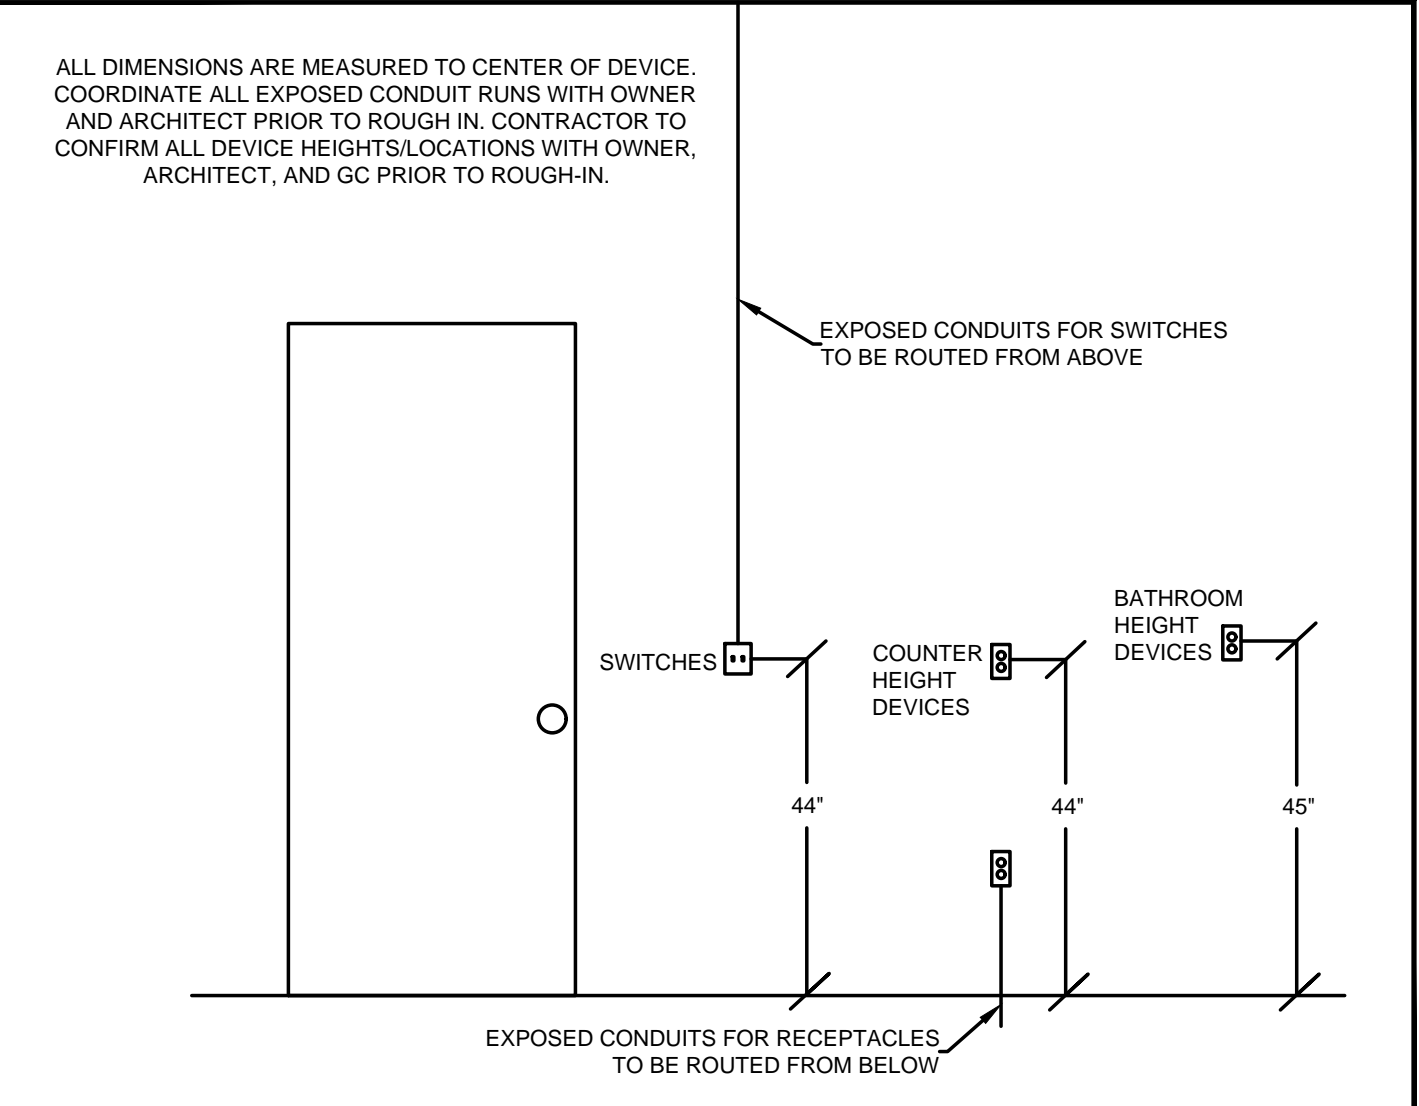 ALL DIMENSIONS ARE MEASURED TO CENTER OF DEVICE.
COORDINATE ALL EXPOSED CONDUIT RUNS WITH OWNER
AND ARCHITECT PRIOR TO ROUGH IN. CONTRACTOR TO
CONFIRM ALL DEVICE HEIGHTS/LOCATIONS WITH OWNER,
ARCHITECT, AND GC PRIOR TO ROUGH-IN.
EXPOSED CONDUITS FOR SWITCHES
TO BE ROUTED FROM ABOVE
SWITCHES
COUNTER
HEIGHT
DEVICES
BATHROOM
HEIGHT
DEVICES
44"
44"
45"
EXPOSED CONDUITS FOR RECEPTACLES
TO BE ROUTED FROM BELOW